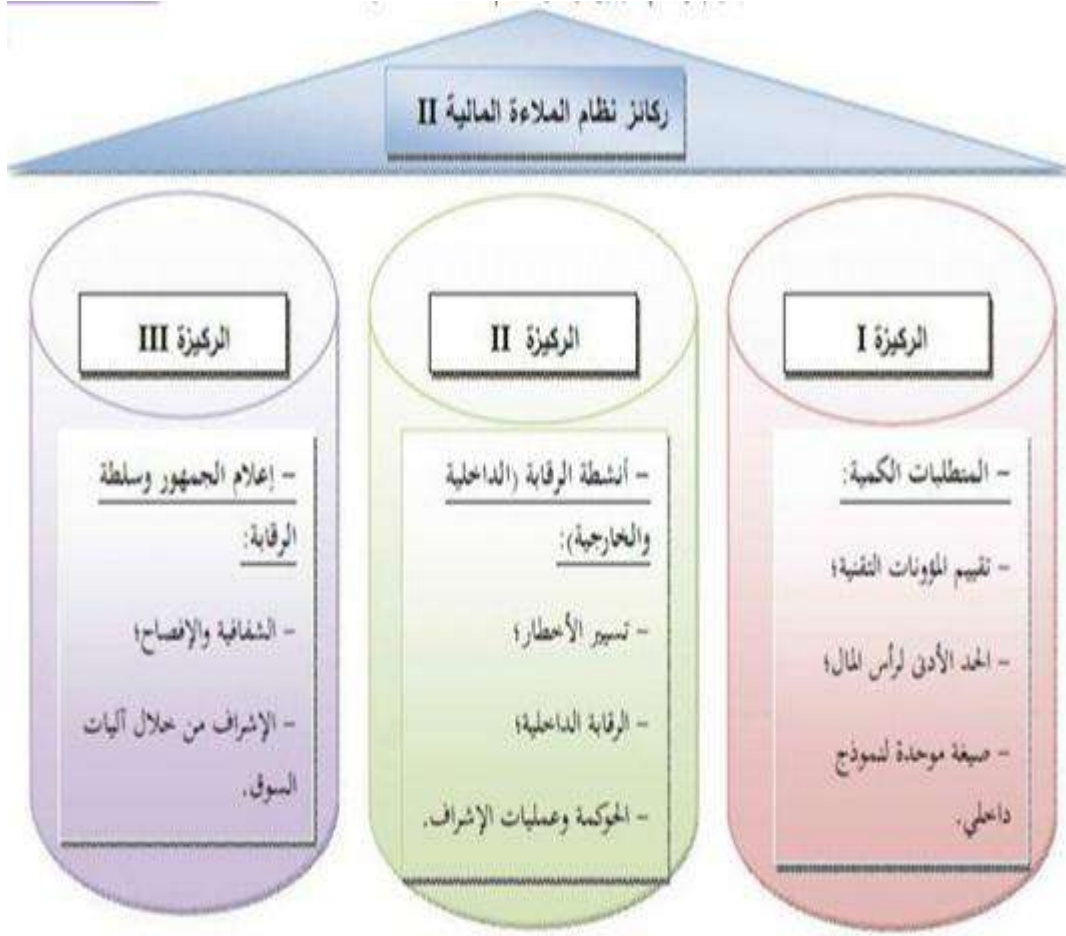 ركائز نظام الملاءة المالية II
الركيزة I
- المتطلبات الكمية:
- تقييم المؤونات التقنية؛
- الحد الأدنى لرأس المال؛
- صيغة موحدة لنموذج
داخلي.
الركيزة II
- أنشطة الرقابة (الداخلية
والخارجية):
- تسيير الأخطار؛
- الرقابة الداخلية؛
- الحوكمة وعمليات الإشراف.
الركيزة III
- إعلام الجمهور وسلطة
الرقابة:
- الشفافية والإفصاح؛
- الإشراف من خلال آليات
السوق.